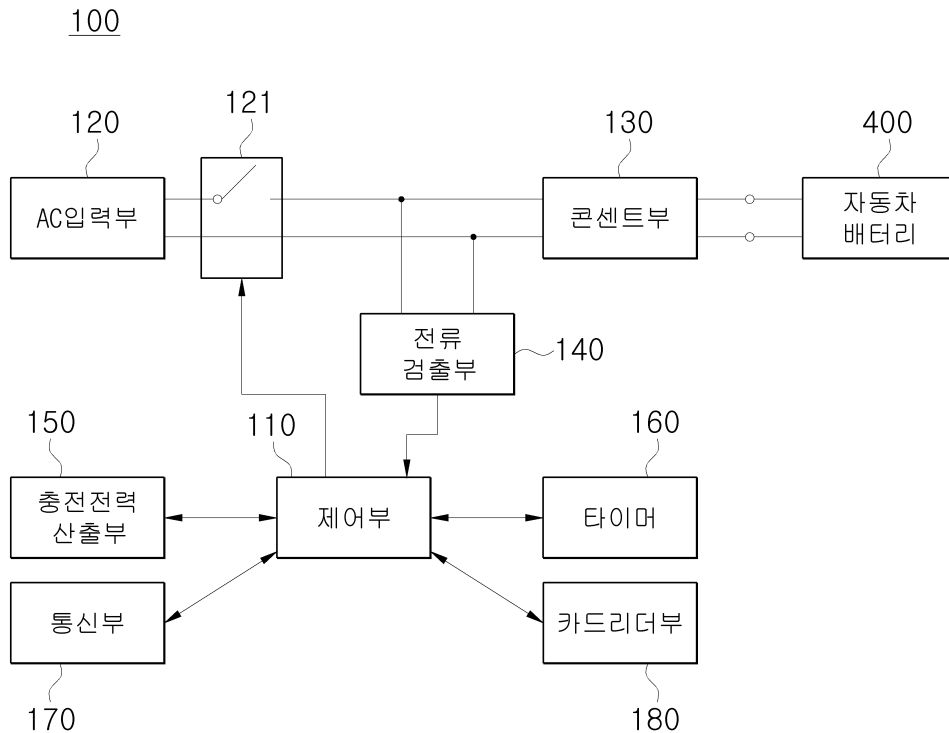 100
120
121
130
400
AC입력부
콘센트부
자동차
배터리
전류
검출부
140
150
110
160
충전전력
산출부
제어부
타이머
통신부
카드리더부
170
180